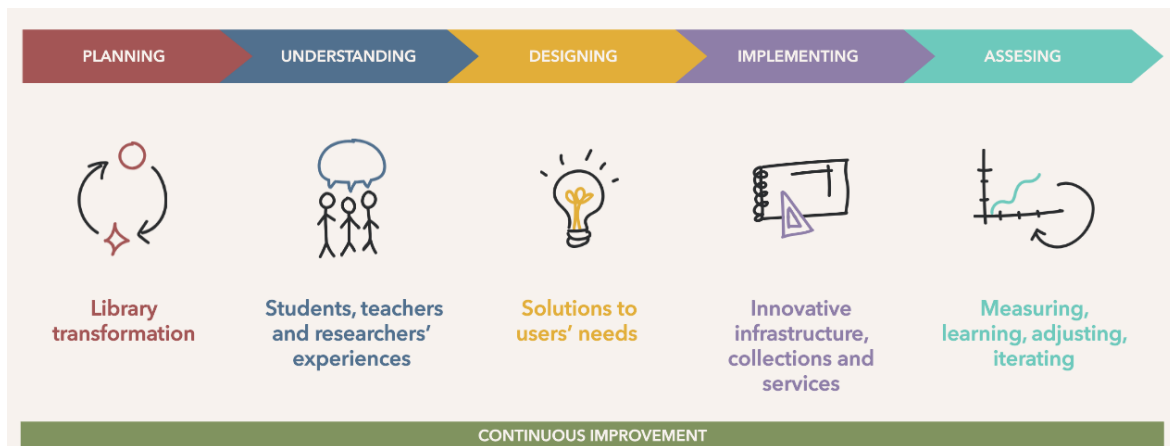 PLANNING
UNDERSTANDING
DESIGNING
IMPLEMENTING
ASSESING
Library
transformation
Students, teachers
and researchers’
experiences
Solutions to
users’ needs
Innovative
infrastructure,
collections and
services
Measuring,
learning, adjusting,
iterating
CONTINUOUS IMPROVEMENT